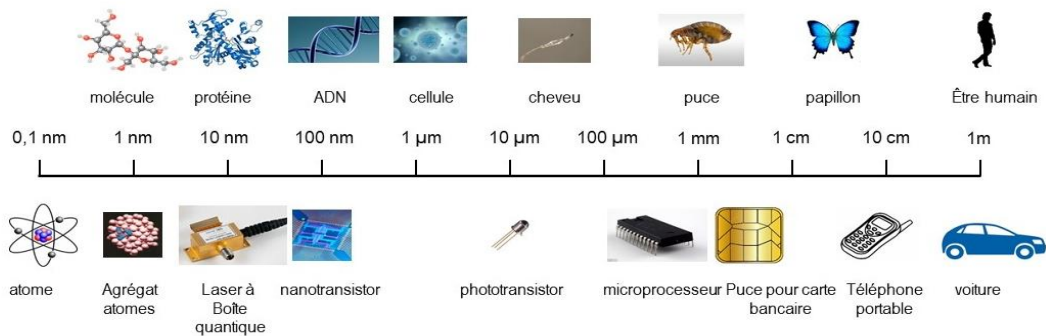 molécule protéine ADN cellule cheveu puce papillon Être humain
0,1 nm 1 nm 10 nm 100 nm 1 µm 10 µm 100 µm 1 mm 1 cm 10 cm 1m
atome Agrégat Laser à nanotransistor phototransistor microprocesseur Puce pour carte Téléphone voiture
atomes Boîte bancaire portable
quantique